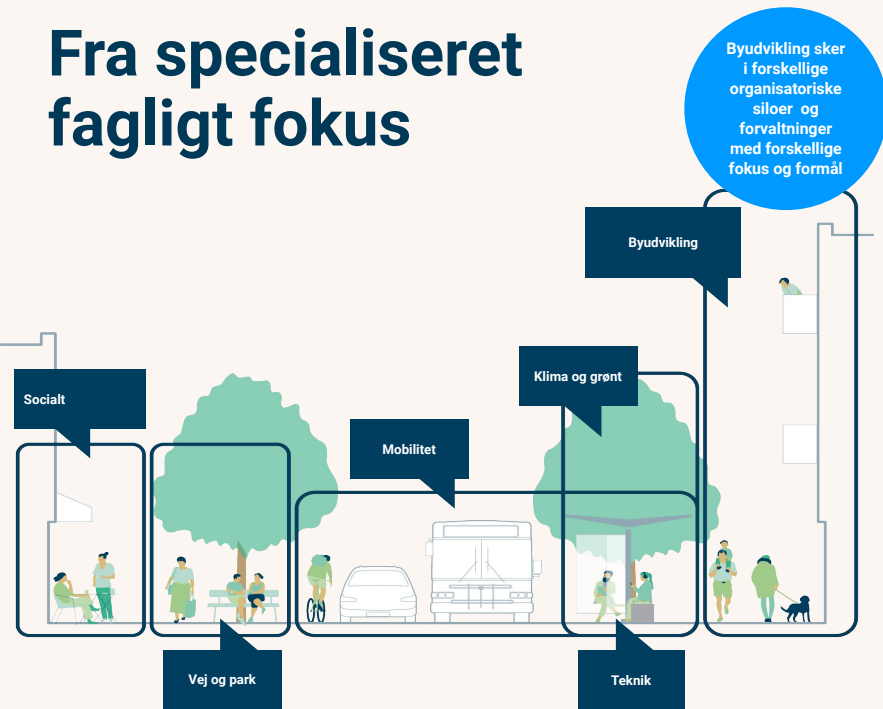 Fra specialiseret
fagligt fokus
Byudvikling sker
i forskellige
organisatoriske
siloer og
forvaltninger
med forskellige
fokus og formål
Byudvikling
Klima og grønt
Socialt
Mobilitet
Vej og park
Teknik